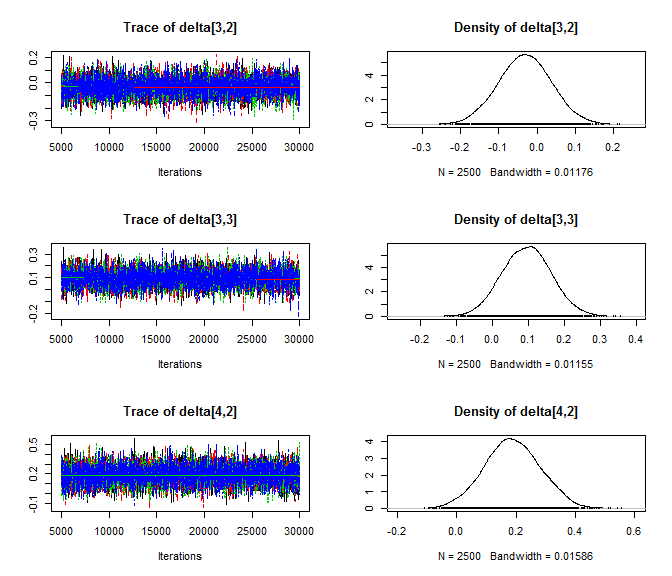 Trace of delta[3,2]
Density of delta[3,2]
-0.3 0.0 0.2
5000 10000 15000 20000 25000 30000
Iterations
0 2 4
-0.3 -0.2 -0.1 0.0 0.1 0.2
N = 2500 Bandwidth = 0.01176
Trace of delta[3,3]
Density of delta[3,3]
-0.2 0.1 0.3
5000 10000 15000 20000 25000 30000
Iterations
0 2 4
-0.2 -0.1 0.0 0.1 0.2 0.3 0.4
N = 2500 Bandwidth = 0.01155
Trace of delta[4,2]
Density of delta[4,2]
-0.1 0.2 0.5
5000 10000 15000 20000 25000 30000
Iterations
0 1 2 3 4
-0.2 0.0 0.2 0.4 0.6
N = 2500 Bandwidth = 0.01586